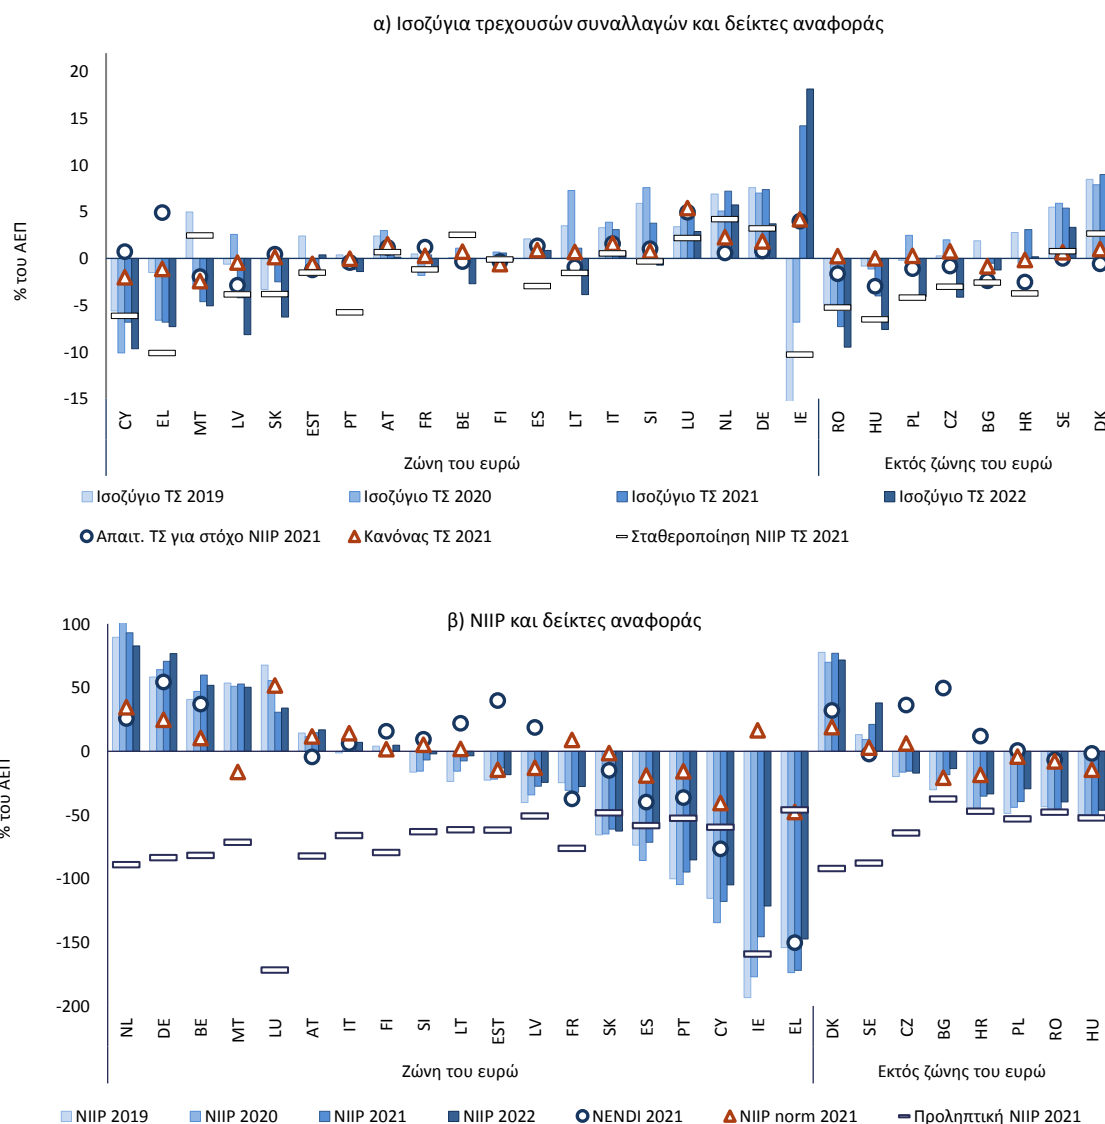 α) Ισοζύγια τρεχουσών συναλλαγών και δείκτες αναφοράς
% του ΑΕΠ
20
15
10
5
0
-5
-10
-15
CY EL MT LV SK EST PT AT FR BE FI ES LT IT SI LU NL DE IE RO HU PL CZ BG HR SE DK
Ζώνη του ευρώ Εκτός ζώνης του ευρώ
Ισοζύγιο ΤΣ 2019 Ισοζύγιο ΤΣ 2020 Ισοζύγιο ΤΣ 2021 Ισοζύγιο ΤΣ 2022
Απαιτ. ΤΣ για στόχο NIIP 2021 Κανόνας ΤΣ 2021 Σταθεροποίηση NIIP ΤΣ 2021
β) NIIP και δείκτες αναφοράς
% του ΑΕΠ
100
50
0
-50
-100
-150
-200
NL DE BE MT LU AT IT FI SI LT EST LV FR SK ES PT CY IE EL DK SE CZ BG HR PL RO HU
Ζώνη του ευρώ Εκτός ζώνης του ευρώ
NIIP 2019 NIIP 2020 NIIP 2021 NIIP 2022 NENDI 2021 NIIP norm 2021 Προληπτική NIIP 2021